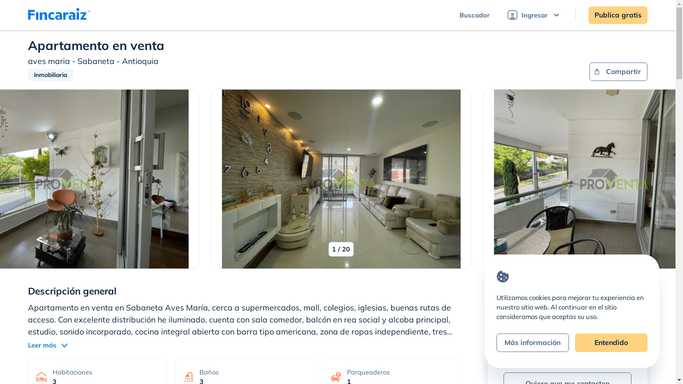 Fincaraiz
Buscador
Ingresar
Publica gratis
Apartamento en venta
aves maria - Sabaneta - Antioquia
Inmobiliaria
Compartir
PROVENTA
PROVENTA
PROVENTA
1 / 20
Descripción general
Apartamento en venta en Sabaneta Aves María, cerca a supermercados, mall, colegios, iglesias, buenas rutas de
acceso. Con excelente distribución he iluminado, cuenta con sala comedor, balcón en rea social y alcoba principal,
estudio, sonido incorporado, cocina integral abierta con barra tipo americana, zona de ropas independiente, tres...
Leer más
Habitaciones
3
Baños
3
Parqueaderos
1
Utilizamos cookies para mejorar tu experiencia en
nuestro sitio web. Al continuar en el sitio
consideramos que aceptas su uso.
Más información
Entendido
Quiero que me contacten